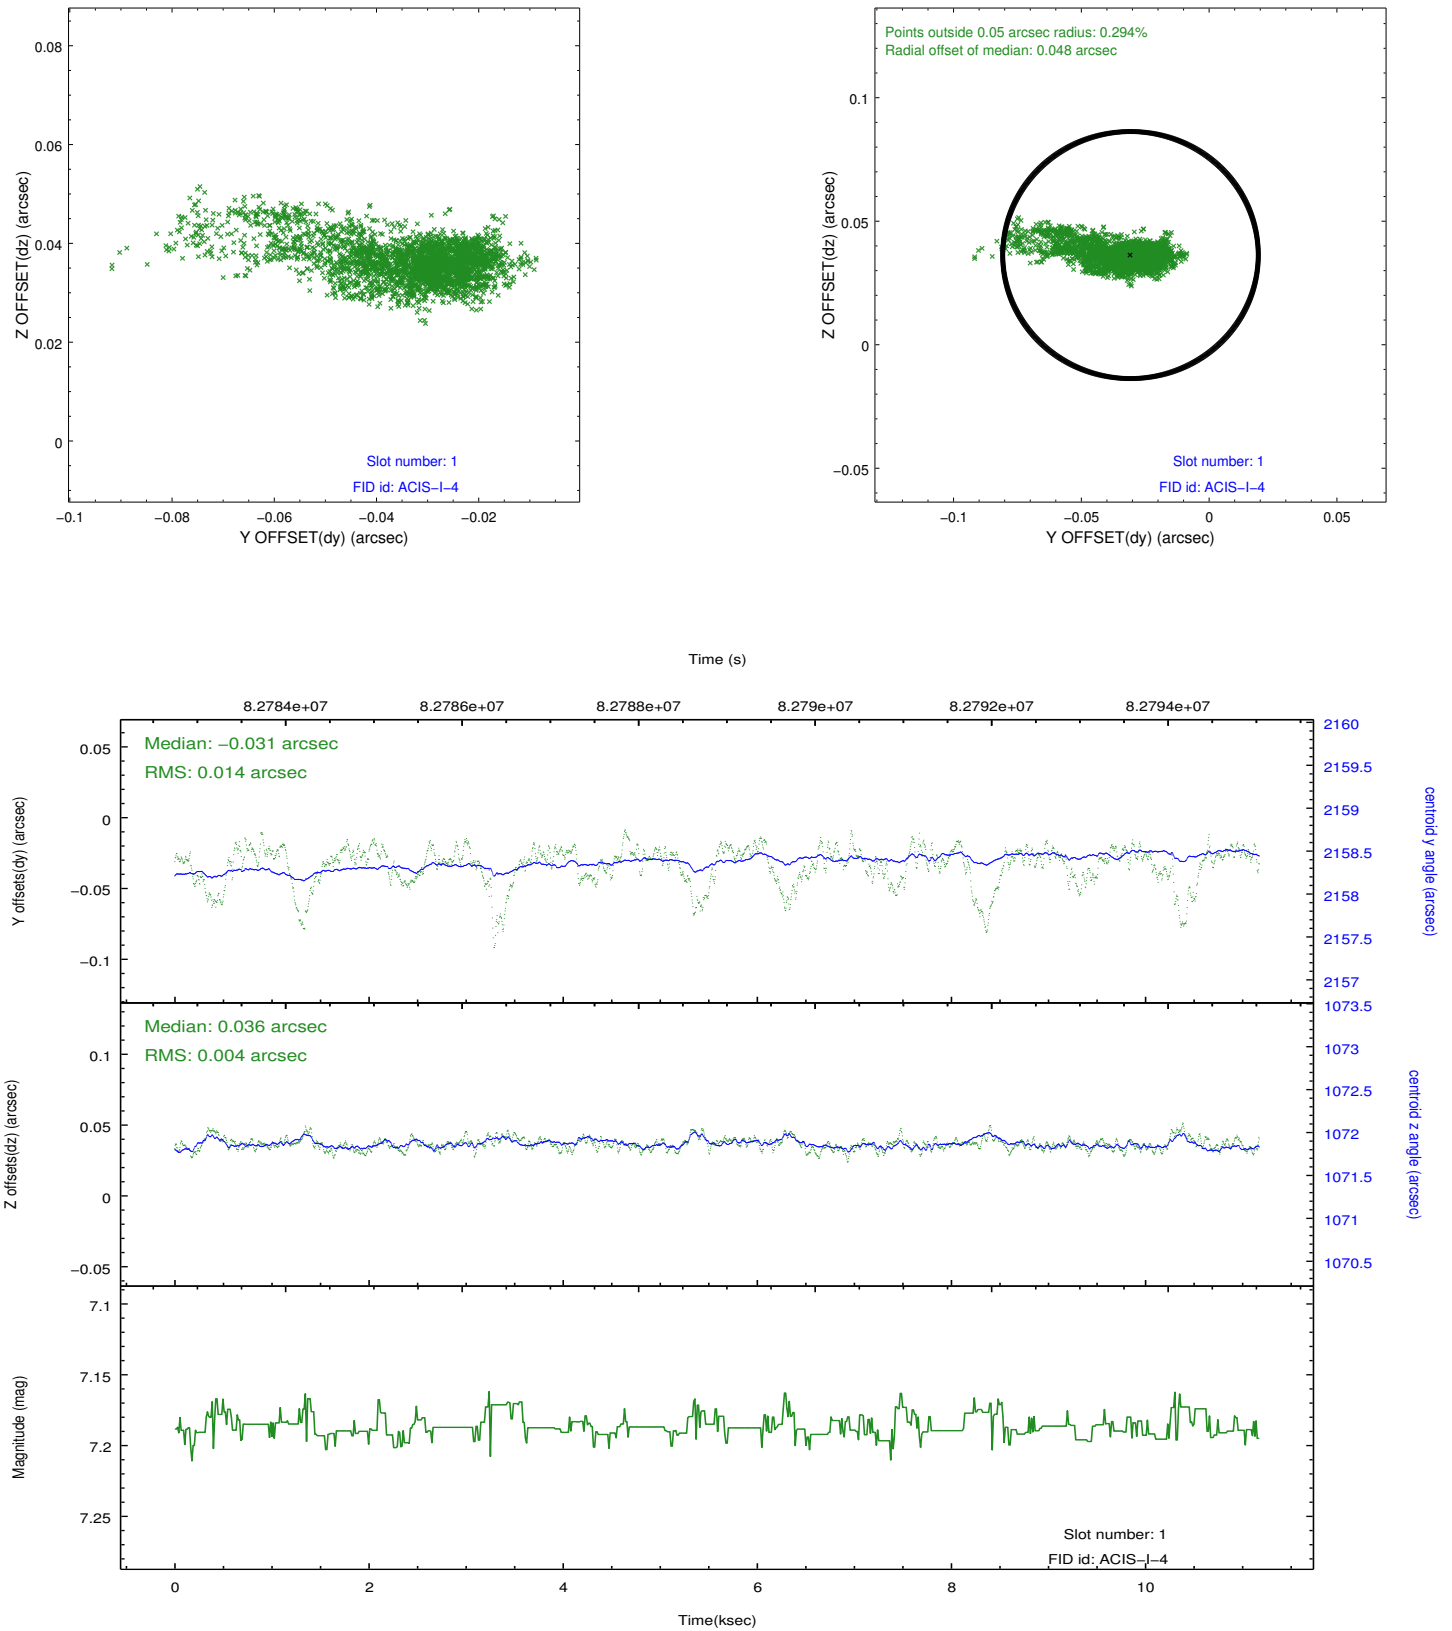 0.08
0.06
0.04
0.02
0
Z OFFSET(dz) (arcsec)
Slot number: 1
FID id: ACIS−I−4
−0.1
−0.08
−0.06
−0.04
−0.02
Y OFFSET(dy) (arcsec)
Points outside 0.05 arcsec radius: 0.294%
Radial offset of median: 0.048 arcsec
0.1
0.05
0
−0.05
Z OFFSET(dz) (arcsec)
Slot number: 1
FID id: ACIS−I−4
−0.1
−0.05
0
0.05
Y OFFSET(dy) (arcsec)
Time (s)
8.2784e+07
8.2786e+07
8.2788e+07
8.279e+07
8.2792e+07
8.2794e+07
Median: −0.031 arcsec
RMS: 0.014 arcsec
0.05
0
−0.05
−0.1
Y offsets(dy) (arcsec)
2160
2159.5
2159
2158.5
2158
2157.5
2157
centroid y angle (arcsec)
Median: 0.036 arcsec
RMS: 0.004 arcsec
0.1
0.05
0
−0.05
Z offsets(dz) (arcsec)
1073.5
1073
1072.5
1072
1071.5
1071
1070.5
centroid z angle (arcsec)
7.1
7.15
7.2
7.25
Magnitude (mag)
Slot number: 1
FID id: ACIS−I−4
0
2
4
6
8
10
Time(ksec)